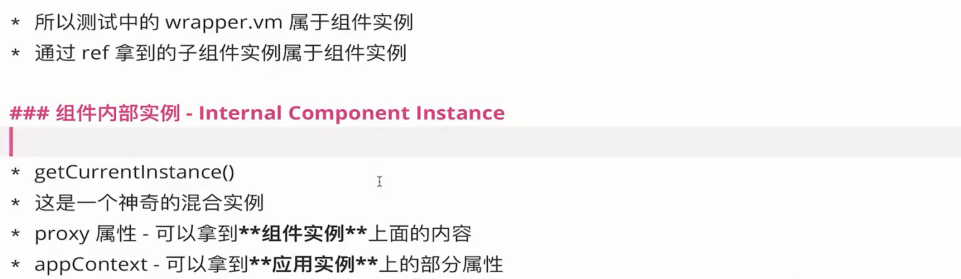 * 所以测试中的 wrapper.vm 属于组件实例
* 通过 ref 拿到的子组件实例属于组件实例
### 组件内部实例 - Internal Component Instance
* getCurrentInstance()
* 这是一个神奇的混合实例
* proxy 属性 - 可以拿到**组件实例**上面的内容
* appContext - 可以拿到**应用实例**上的部分属性